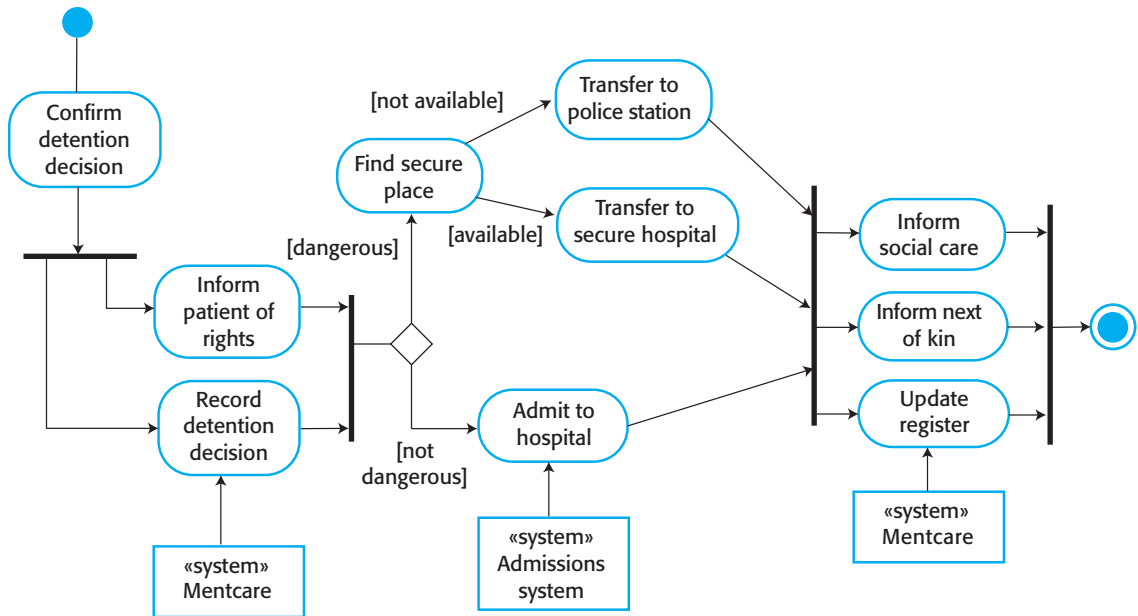 Confirm
detention
decision
Inform
patient of
rights
Record
detention
decision
«system»
Mentcare
[dangerous]
[not
dangerous]
Find secure
place
[not available]
[available]
Transfer to
police station
Transfer to
secure hospital
Admit to
hospital
«system»
Admissions
system
Inform
social care
Inform next
of kin
Update
register
«system»
Mentcare